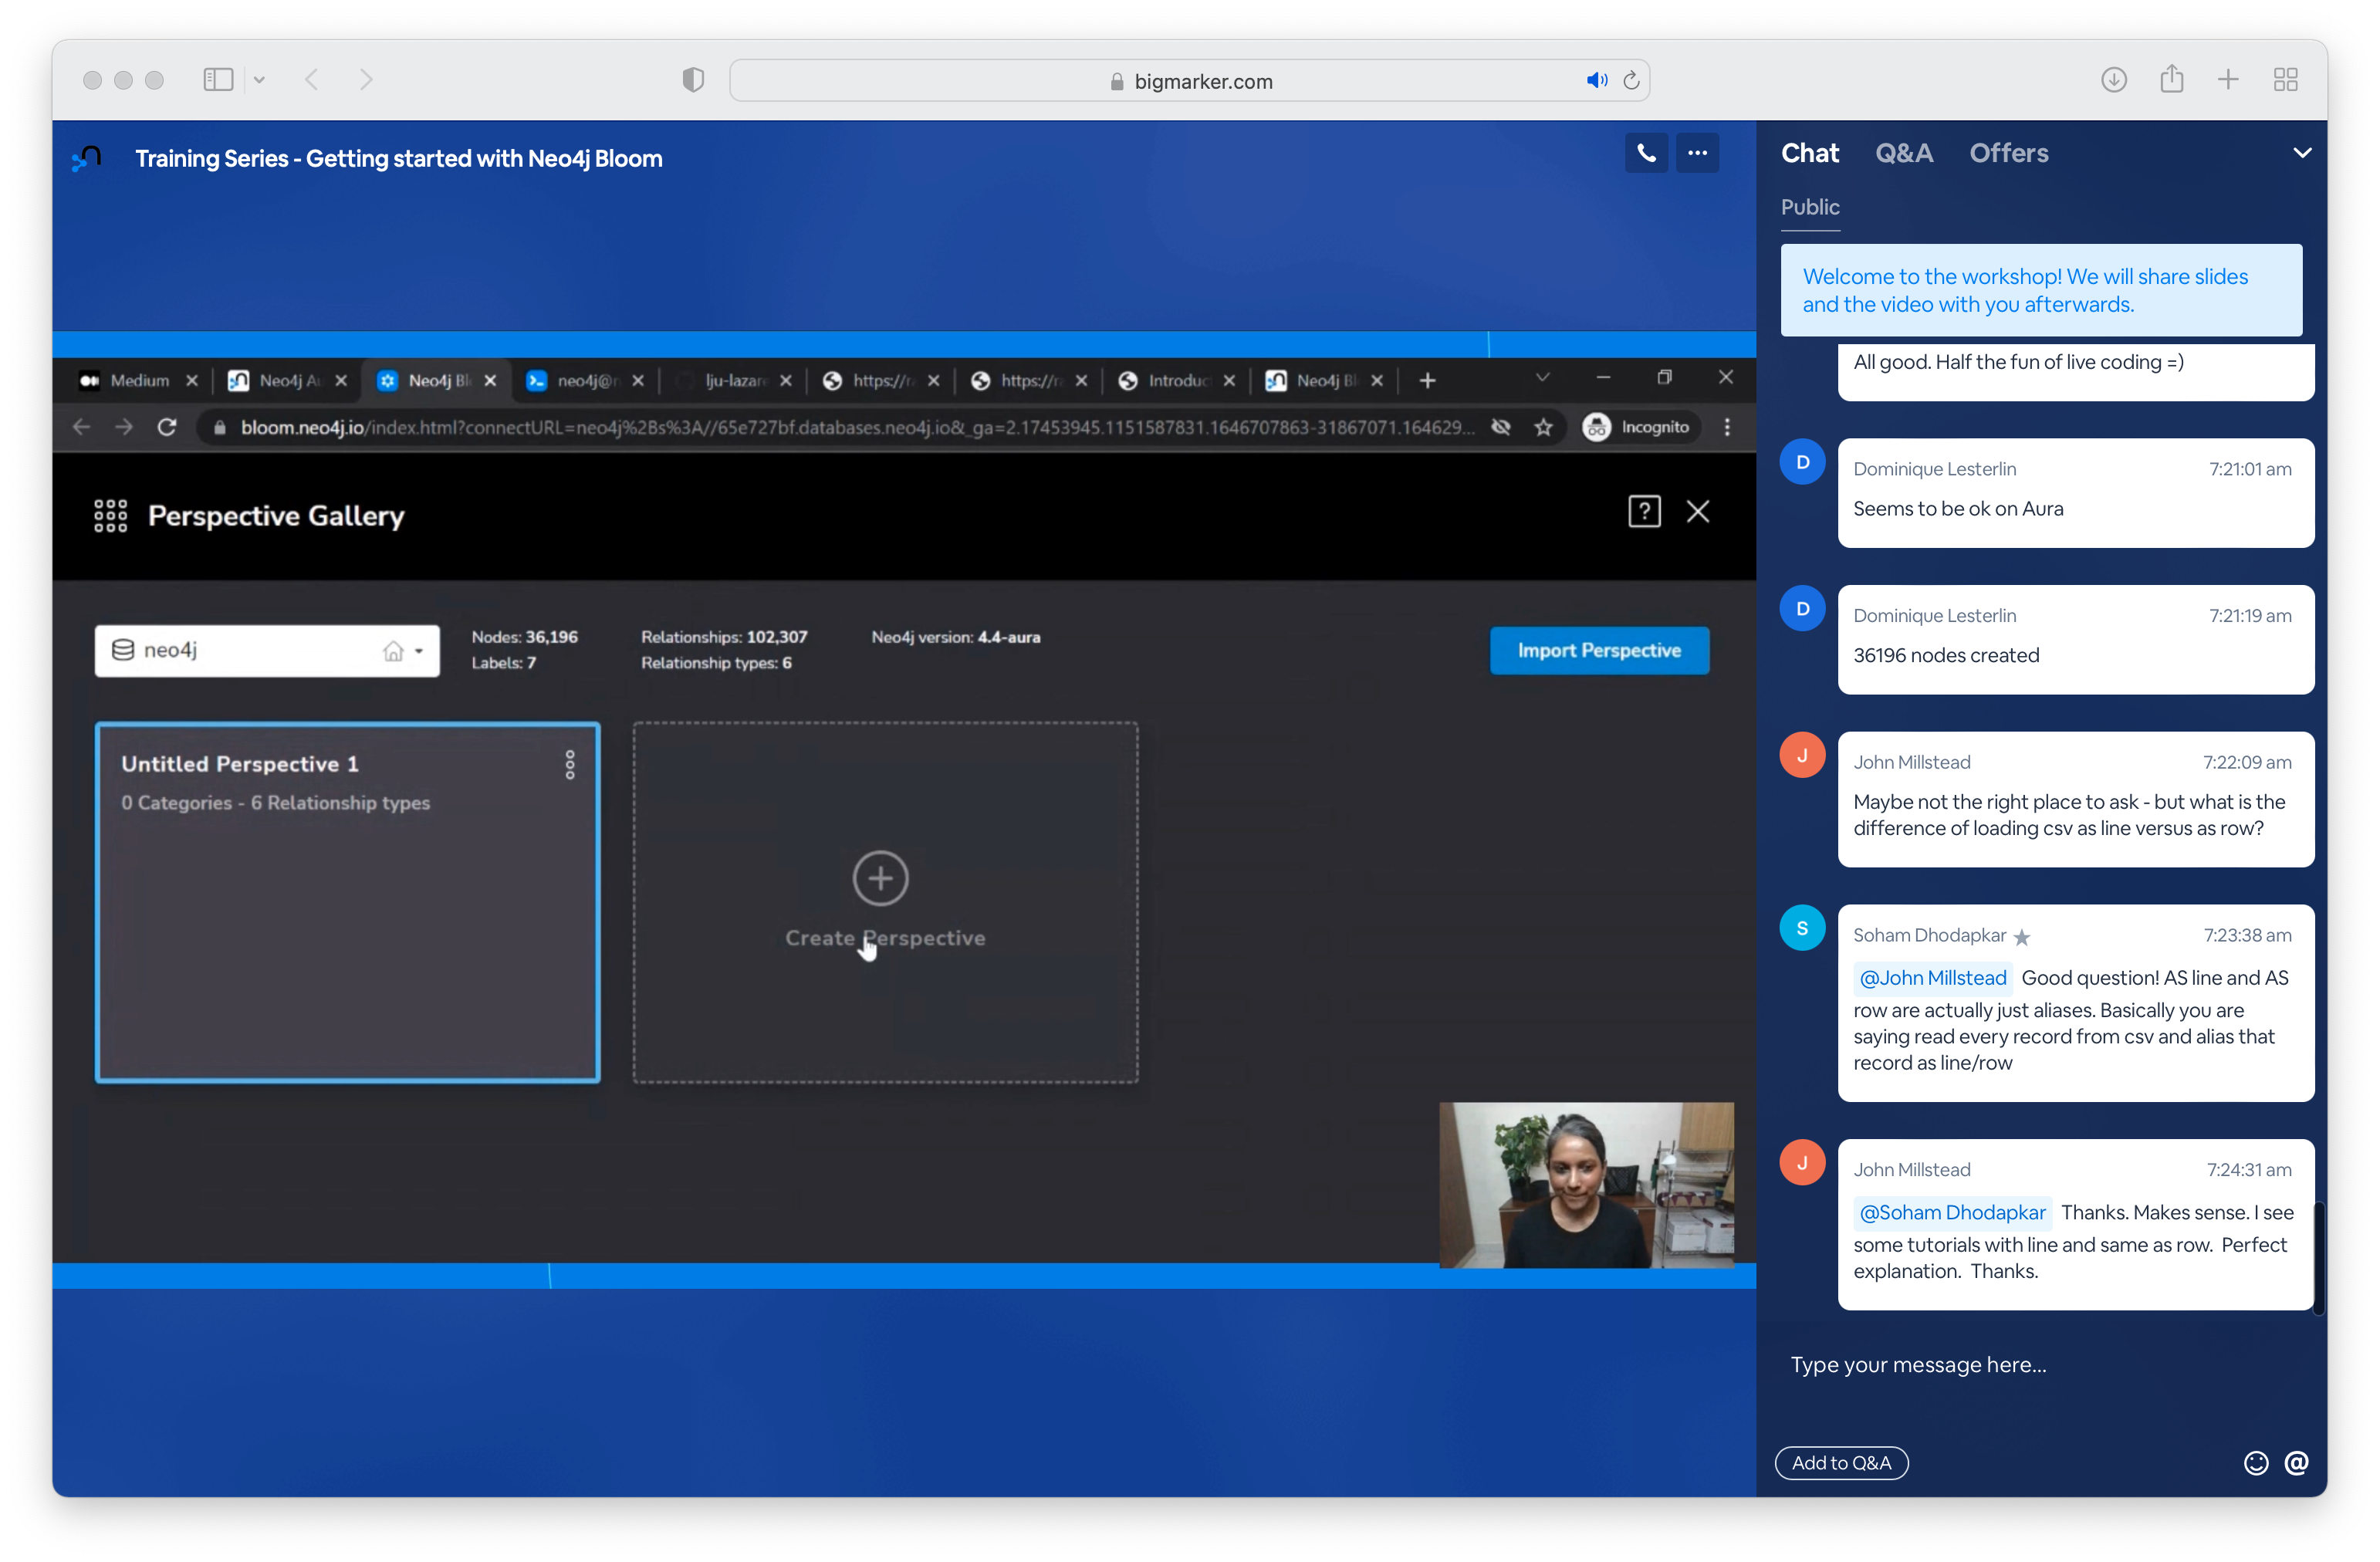 bigmarker.com
Training Series - Getting started with Neo4j Bloom
Medium
Neo4j Au
Neo4j Bl
neo4j@n
lju-lazare
https://ra
https://ra
Introduc
Neo4j Bl
bloom.neo4j.io/index.html?connectURL=neo4j%2Bs%3A//65e727bf.databases.neo4j.io&_ga=2.17453945.1151587831.1646707863-31867071.164629...
Incognito
Perspective Gallery
?
neo4j
Nodes: 36,196
Labels: 7
Relationships: 102,307
Relationship types: 6
Neo4j version: 4.4-aura
Import Perspective
Untitled Perspective 1
0 Categories - 6 Relationship types
Create Perspective
Chat Q&A Offers
Public
Welcome to the workshop! We will share slides
and the video with you afterwards.
All good. Half the fun of live coding =)
D
Dominique Lesterlin 7:21:01 am
Seems to be ok on Aura
D
Dominique Lesterlin 7:21:19 am
36196 nodes created
J
John Millstead 7:22:09 am
Maybe not the right place to ask - but what is the
difference of loading csv as line versus as row?
S
Soham Dhodapkar 7:23:38 am
@John Millstead Good question! AS line and AS
row are actually just aliases. Basically you are
saying read every record from csv and alias that
record as line/row
J
John Millstead 7:24:31 am
@Soham Dhodapkar Thanks. Makes sense. I see
some tutorials with line and same as row. Perfect
explanation. Thanks.
Type your message here...
Add to Q&A
@